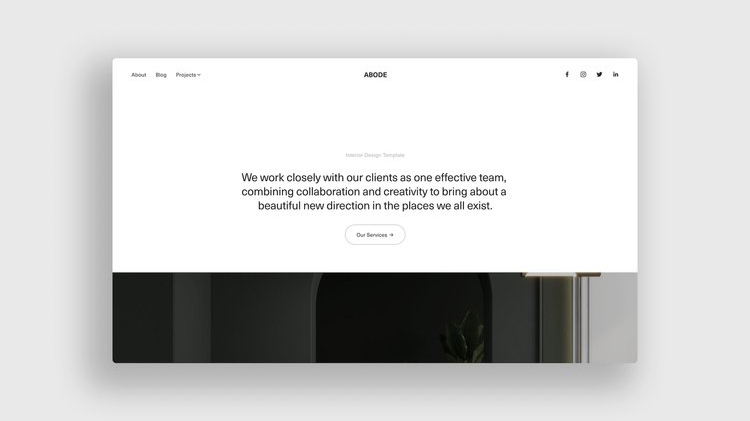 About Blog Projects ABODE
Interior Design Template
We work closely with our clients as one effective team,
combining collaboration and creativity to bring about a
beautiful new direction in the places we all exist.
Our Services →